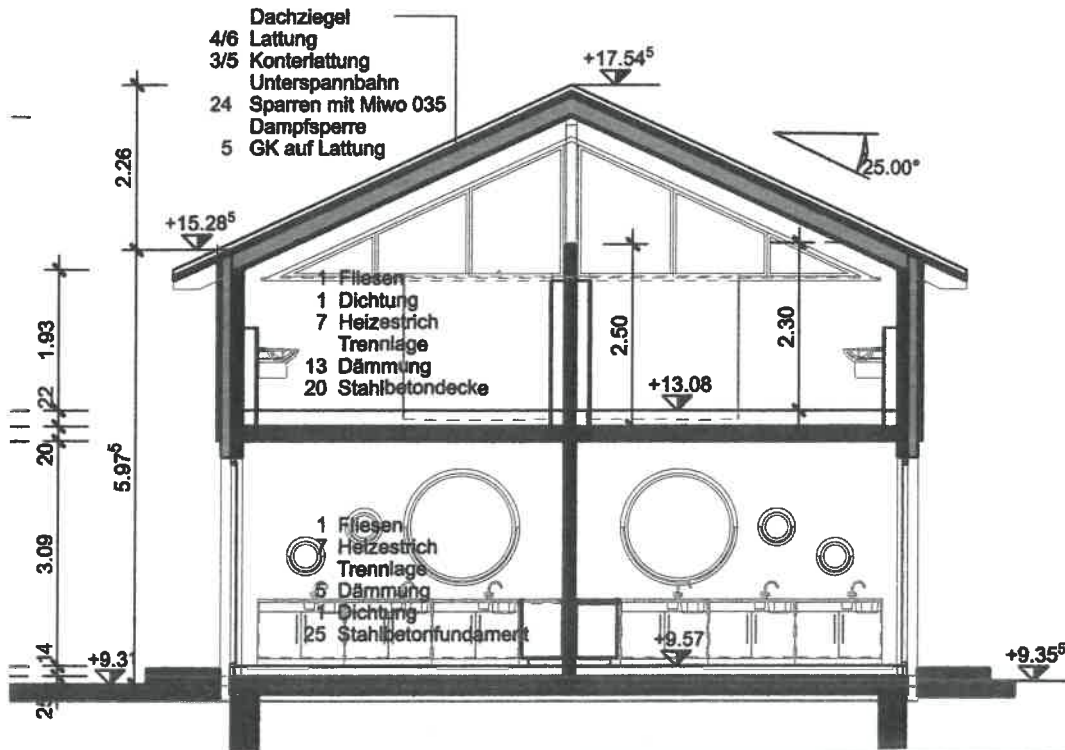 Dachziegel
4/6 Lattung
3/5 Konterlattung
Unterspannbahn
24 Sparren mit Miwo 035
Dampfsperre
5 GK auf Lattung
+17.54⁵
25.00°
2.26
+15.28⁵
1 Fliesen
1 Dichtung
7 Heizestrich
Trennlage
13 Dämmung
20 Stahlbetondecke
1.93
2.50
2.30
+13.08
22
20
5.97⁵
3.09
1 Fliesen
7 Heizestrich
Trennlage
Dämmung
1 Dichtung
25 Stahlbetonfundament
+9.57
14
+9.3
+9.35⁵
25